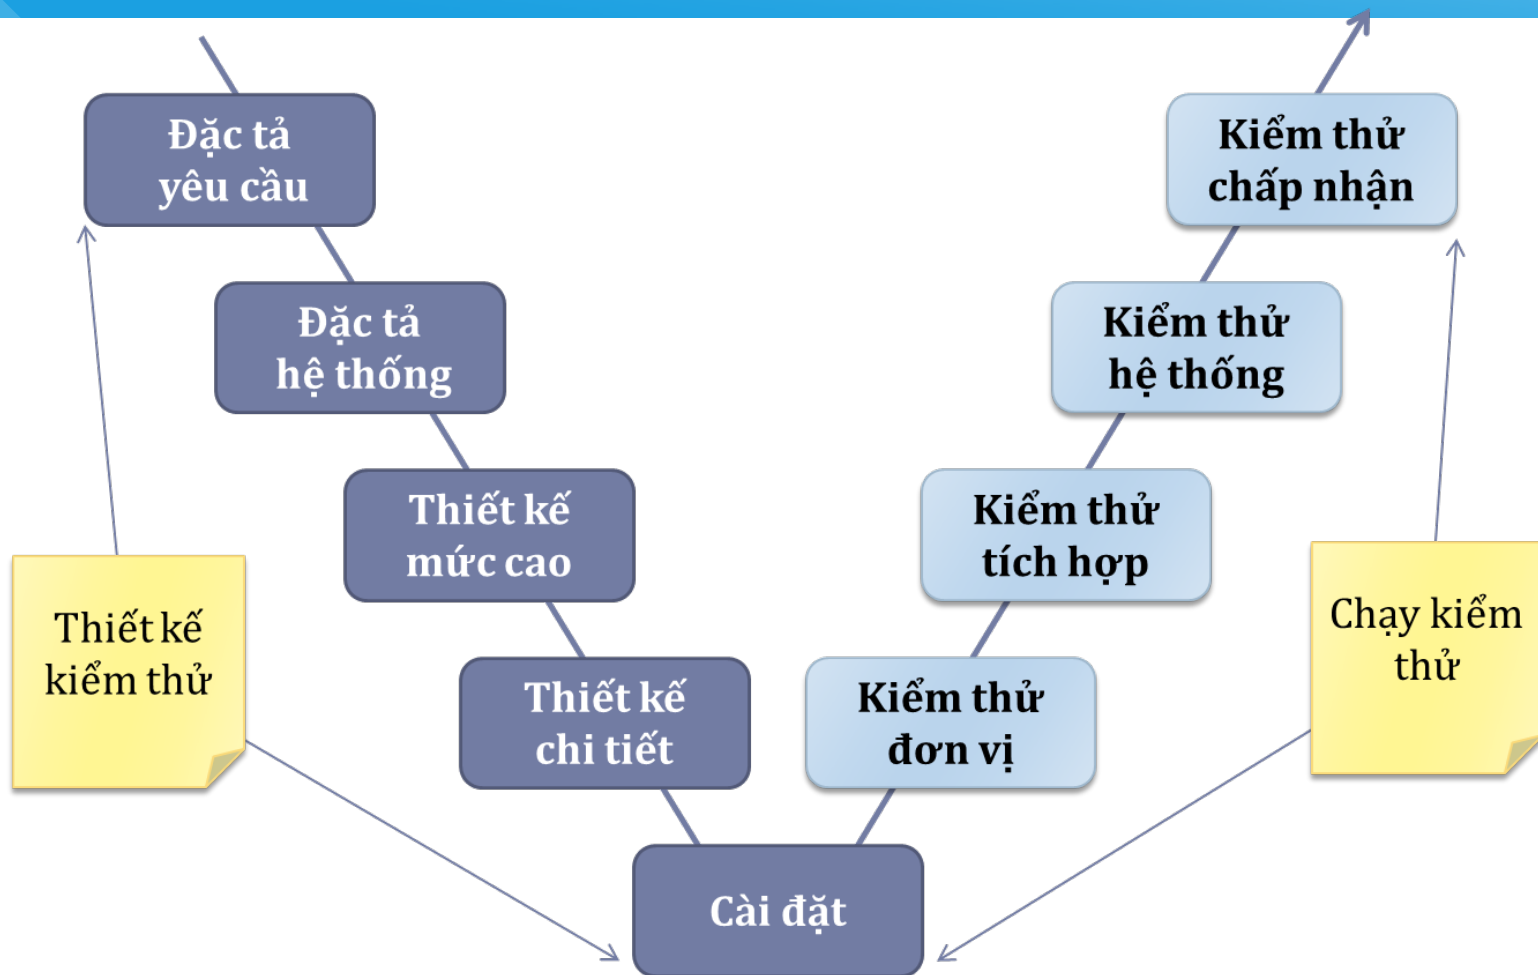 Đặc tả
yêu cầu
Kiểm thử
chấp nhận
Đặc tả
hệ thống
Kiểm thử
hệ thống
Thiết kế
mức cao
Kiểm thử
tích hợp
Thiết kế
kiểm thử
Chạy kiểm
thử
Thiết kế
chi tiết
Kiểm thử
đơn vị
Cài đặt